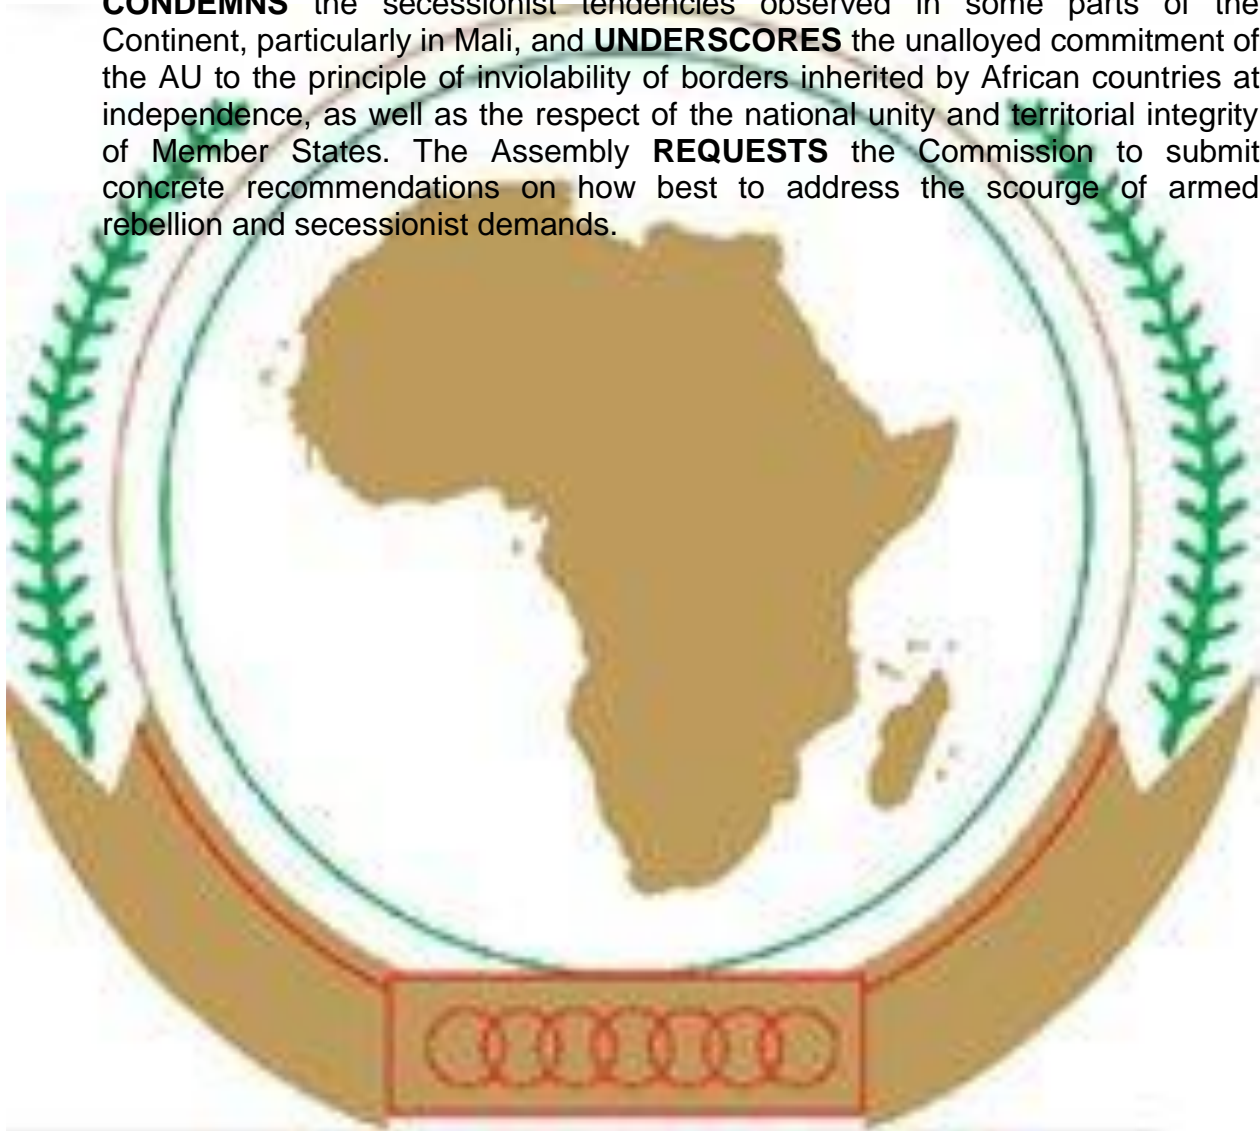 CONDEMNS the secessionist tendencies observed in some parts of the
Continent, particularly in Mali, and UNDERSCORES the unalloyed commitment of
the AU to the principle of inviolability of borders inherited by African countries at
independence, as well as the respect of the national unity and territorial integrity
of Member States. The Assembly REQUESTS the Commission to submit
concrete recommendations on how best to address the scourge of armed
rebellion and secessionist demands.